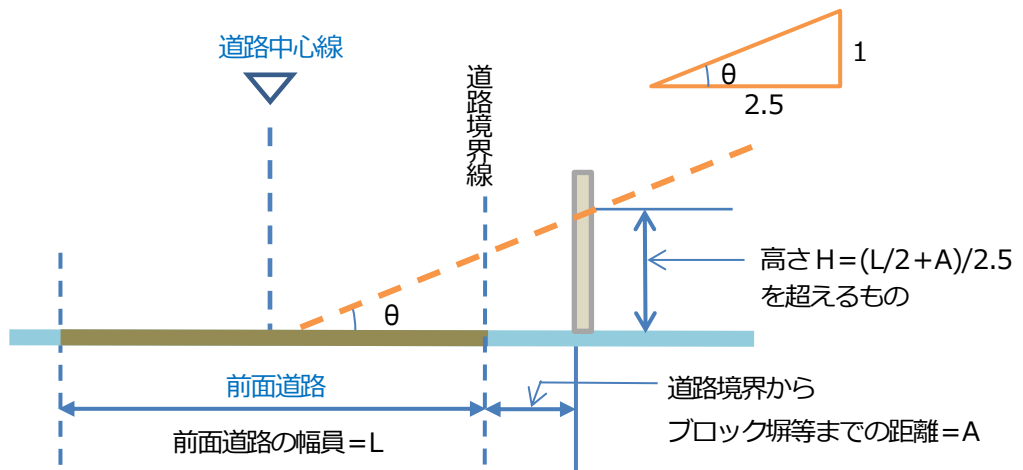 道路中心線
道路境界線
θ
1
2.5
θ
高さH=(L/2+A)/2.5
を超えるもの
前面道路
前面道路の幅員=L
道路境界から
ブロック塀等までの距離=A